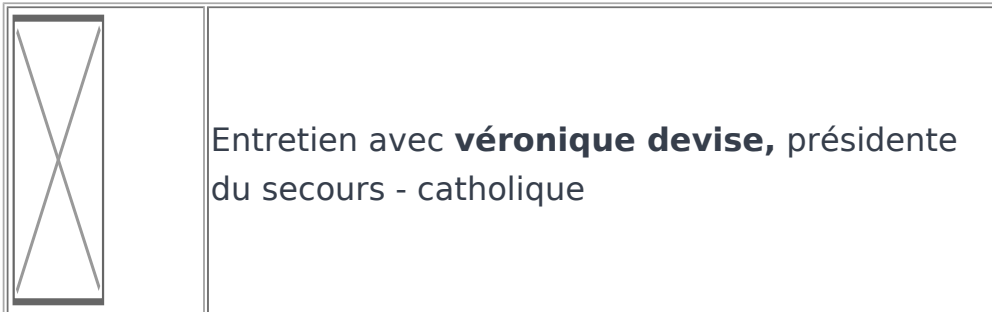 Entretien avec véronique devise, présidente
du secours - catholique